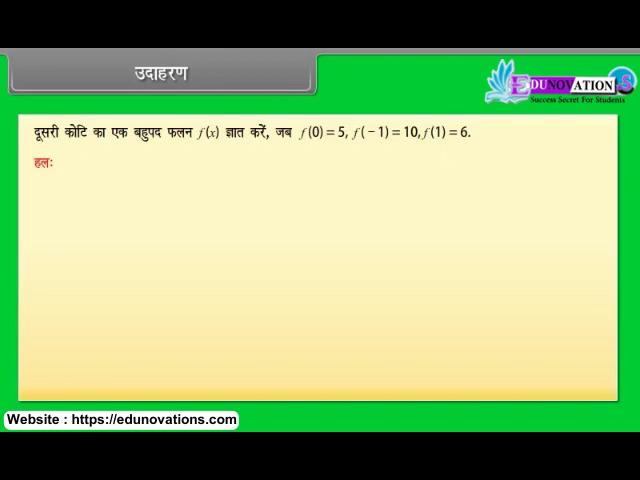 उदाहरण
EDUNOVATIONS
Success Secret For Students
दूसरी कोटि का एक बहुपद फलन f(x) ज्ञात करें, जब f(0) = 5, f(−1) = 10, f(1) = 6.
हलः
Website : https://edunovations.com